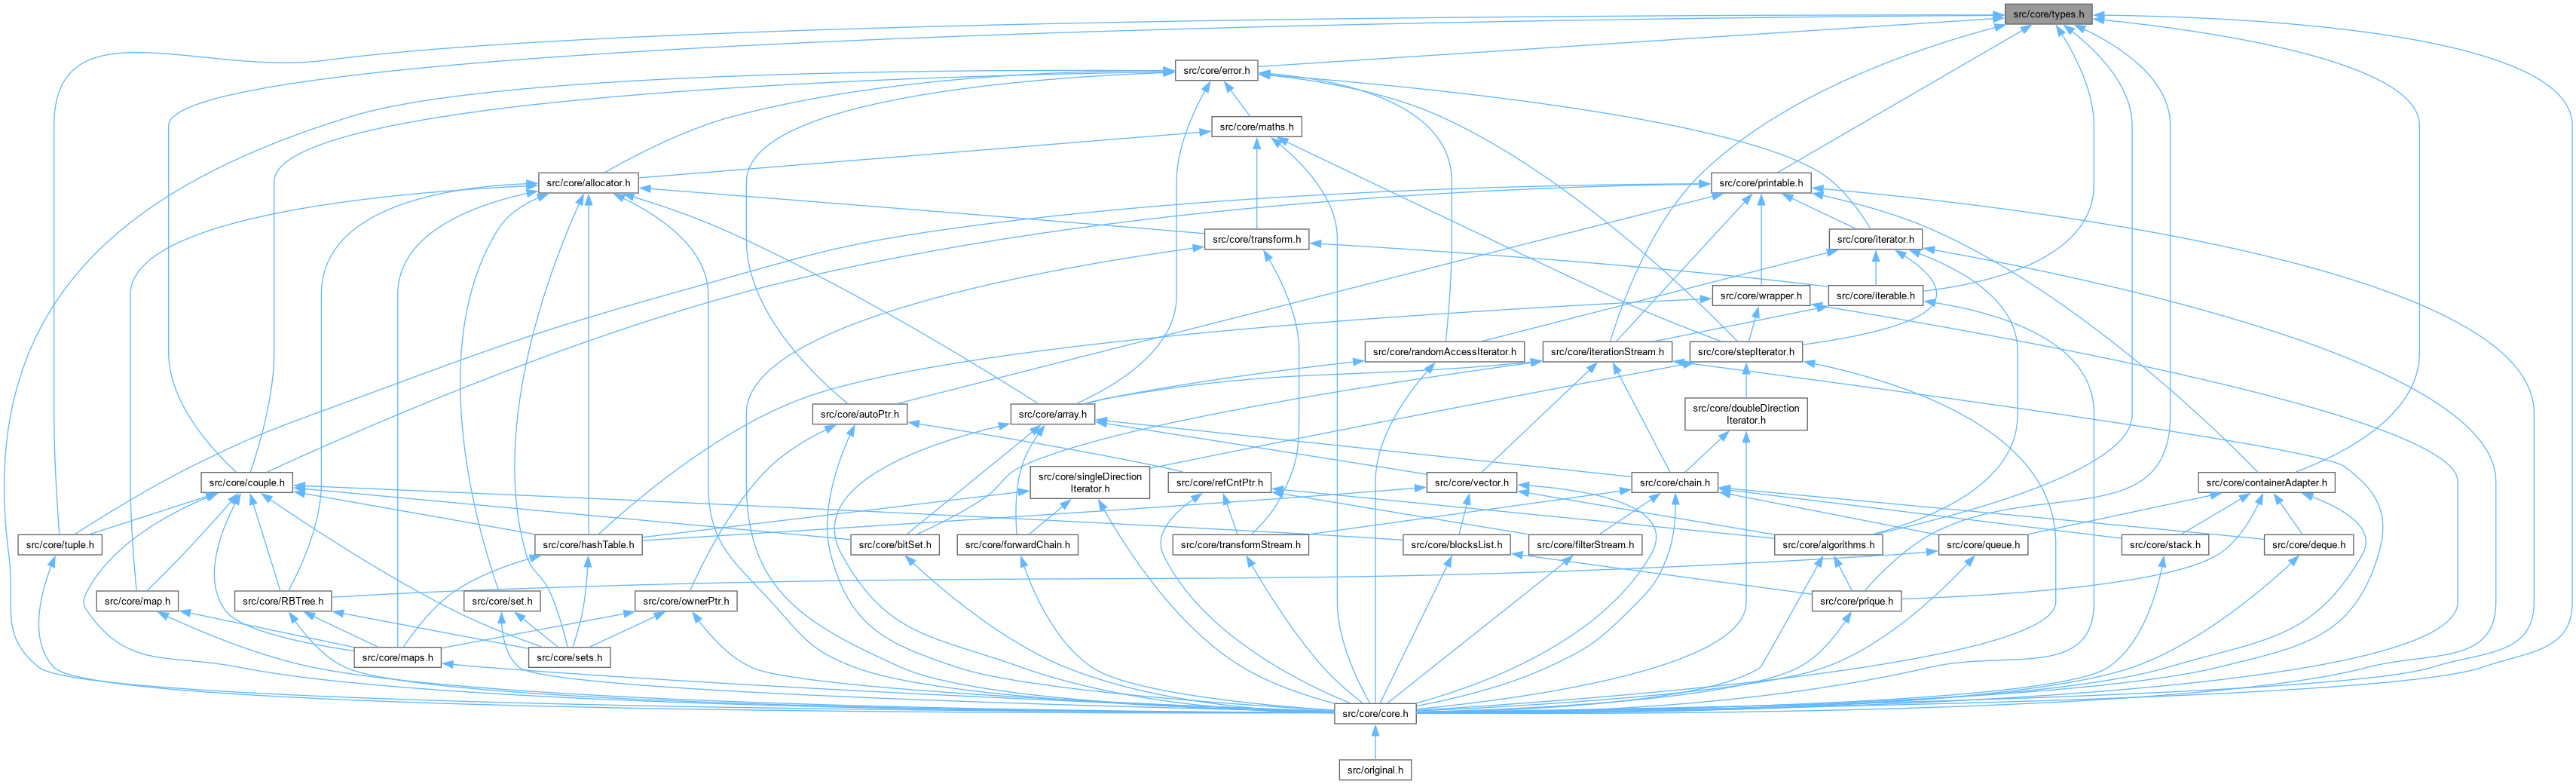 src/core/types.h
src/core/error.h
src/core/maths.h
src/core/allocator.h
src/core/printable.h
src/core/transform.h
src/core/iterator.h
src/core/wrapper.h
src/core/iterable.h
src/core/randomAccessIterator.h
src/core/iterationStream.h
src/core/stepIterator.h
src/core/autoPtr.h
src/core/array.h
src/core/doubleDirection
Iterator.h
src/core/couple.h
src/core/singleDirection
Iterator.h
src/core/refCntPtr.h
src/core/vector.h
src/core/chain.h
src/core/containerAdapter.h
src/core/tuple.h
src/core/hashTable.h
src/core/bitSet.h
src/core/forwardChain.h
src/core/transformStream.h
src/core/blocksList.h
src/core/filterStream.h
src/core/algorithms.h
src/core/queue.h
src/core/stack.h
src/core/deque.h
src/core/map.h
src/core/RBTree.h
src/core/set.h
src/core/ownerPtr.h
src/core/prique.h
src/core/maps.h
src/core/sets.h
src/core/core.h
src/original.h